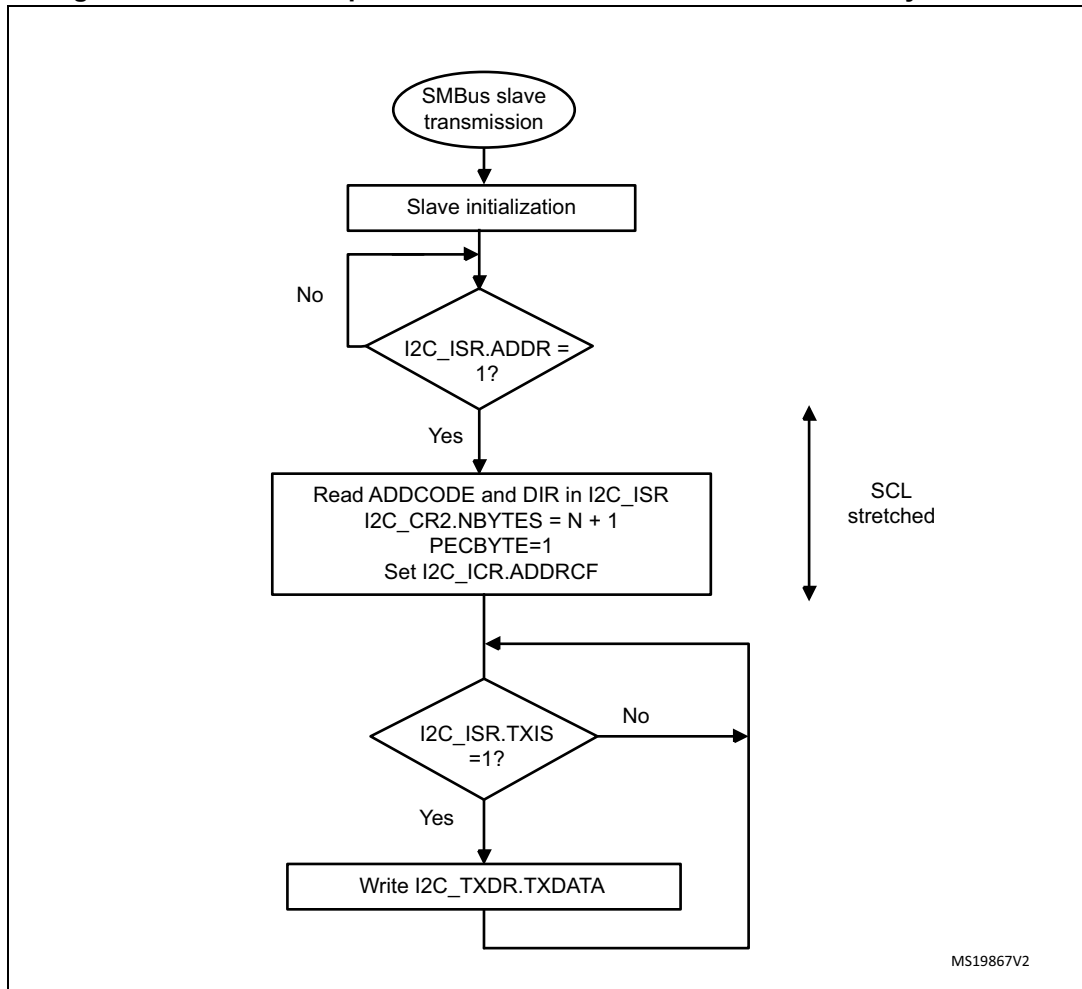 SMBus slave
transmission
Slave initialization
No
I2C_ISR.ADDR =
1?
Yes
Read ADDCODE and DIR in I2C_ISR
I2C_CR2.NBYTES = N + 1
PECBYTE=1
Set I2C_ICR.ADDRCF
SCL
stretched
I2C_ISR.TXIS
=1?
No
Yes
Write I2C_TXDR.TXDATA
MS19867V2